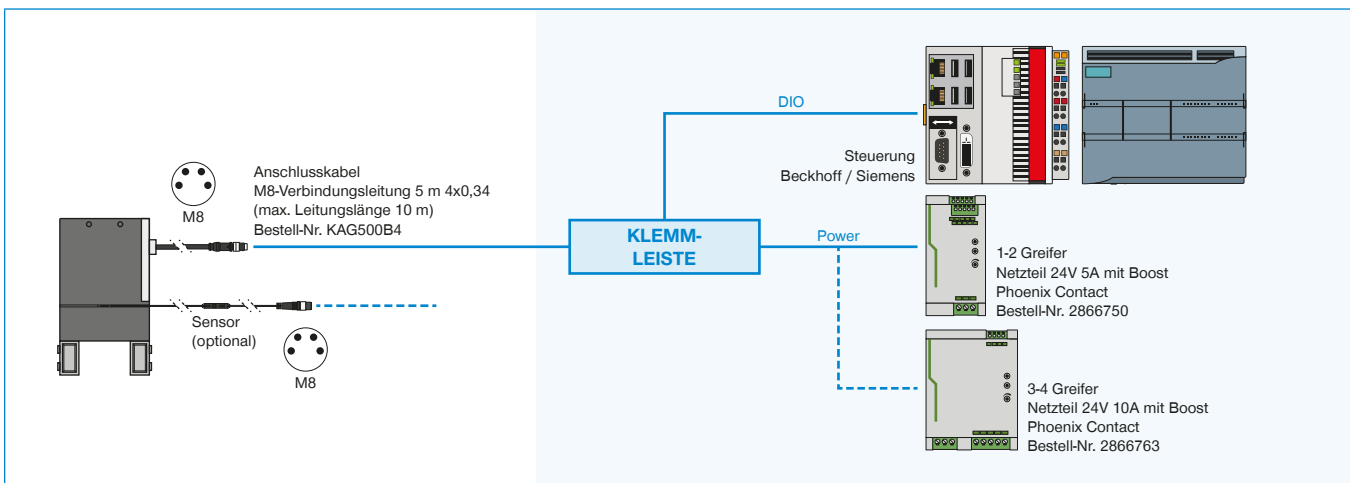 Anschlusskabel
M8-Verbindungsleitung 5 m 4x0,34
(max. Leitungslänge 10 m)
Bestell-Nr. KAG500B4
M8
Sensor
(optional)
M8
KLEMM-
LEISTE
DIO
Power
Steuerung
Beckhoff / Siemens
1-2 Greifer
Netzteil 24V 5A mit Boost
Phoenix Contact
Bestell-Nr. 2866750
3-4 Greifer
Netzteil 24V 10A mit Boost
Phoenix Contact
Bestell-Nr. 2866763